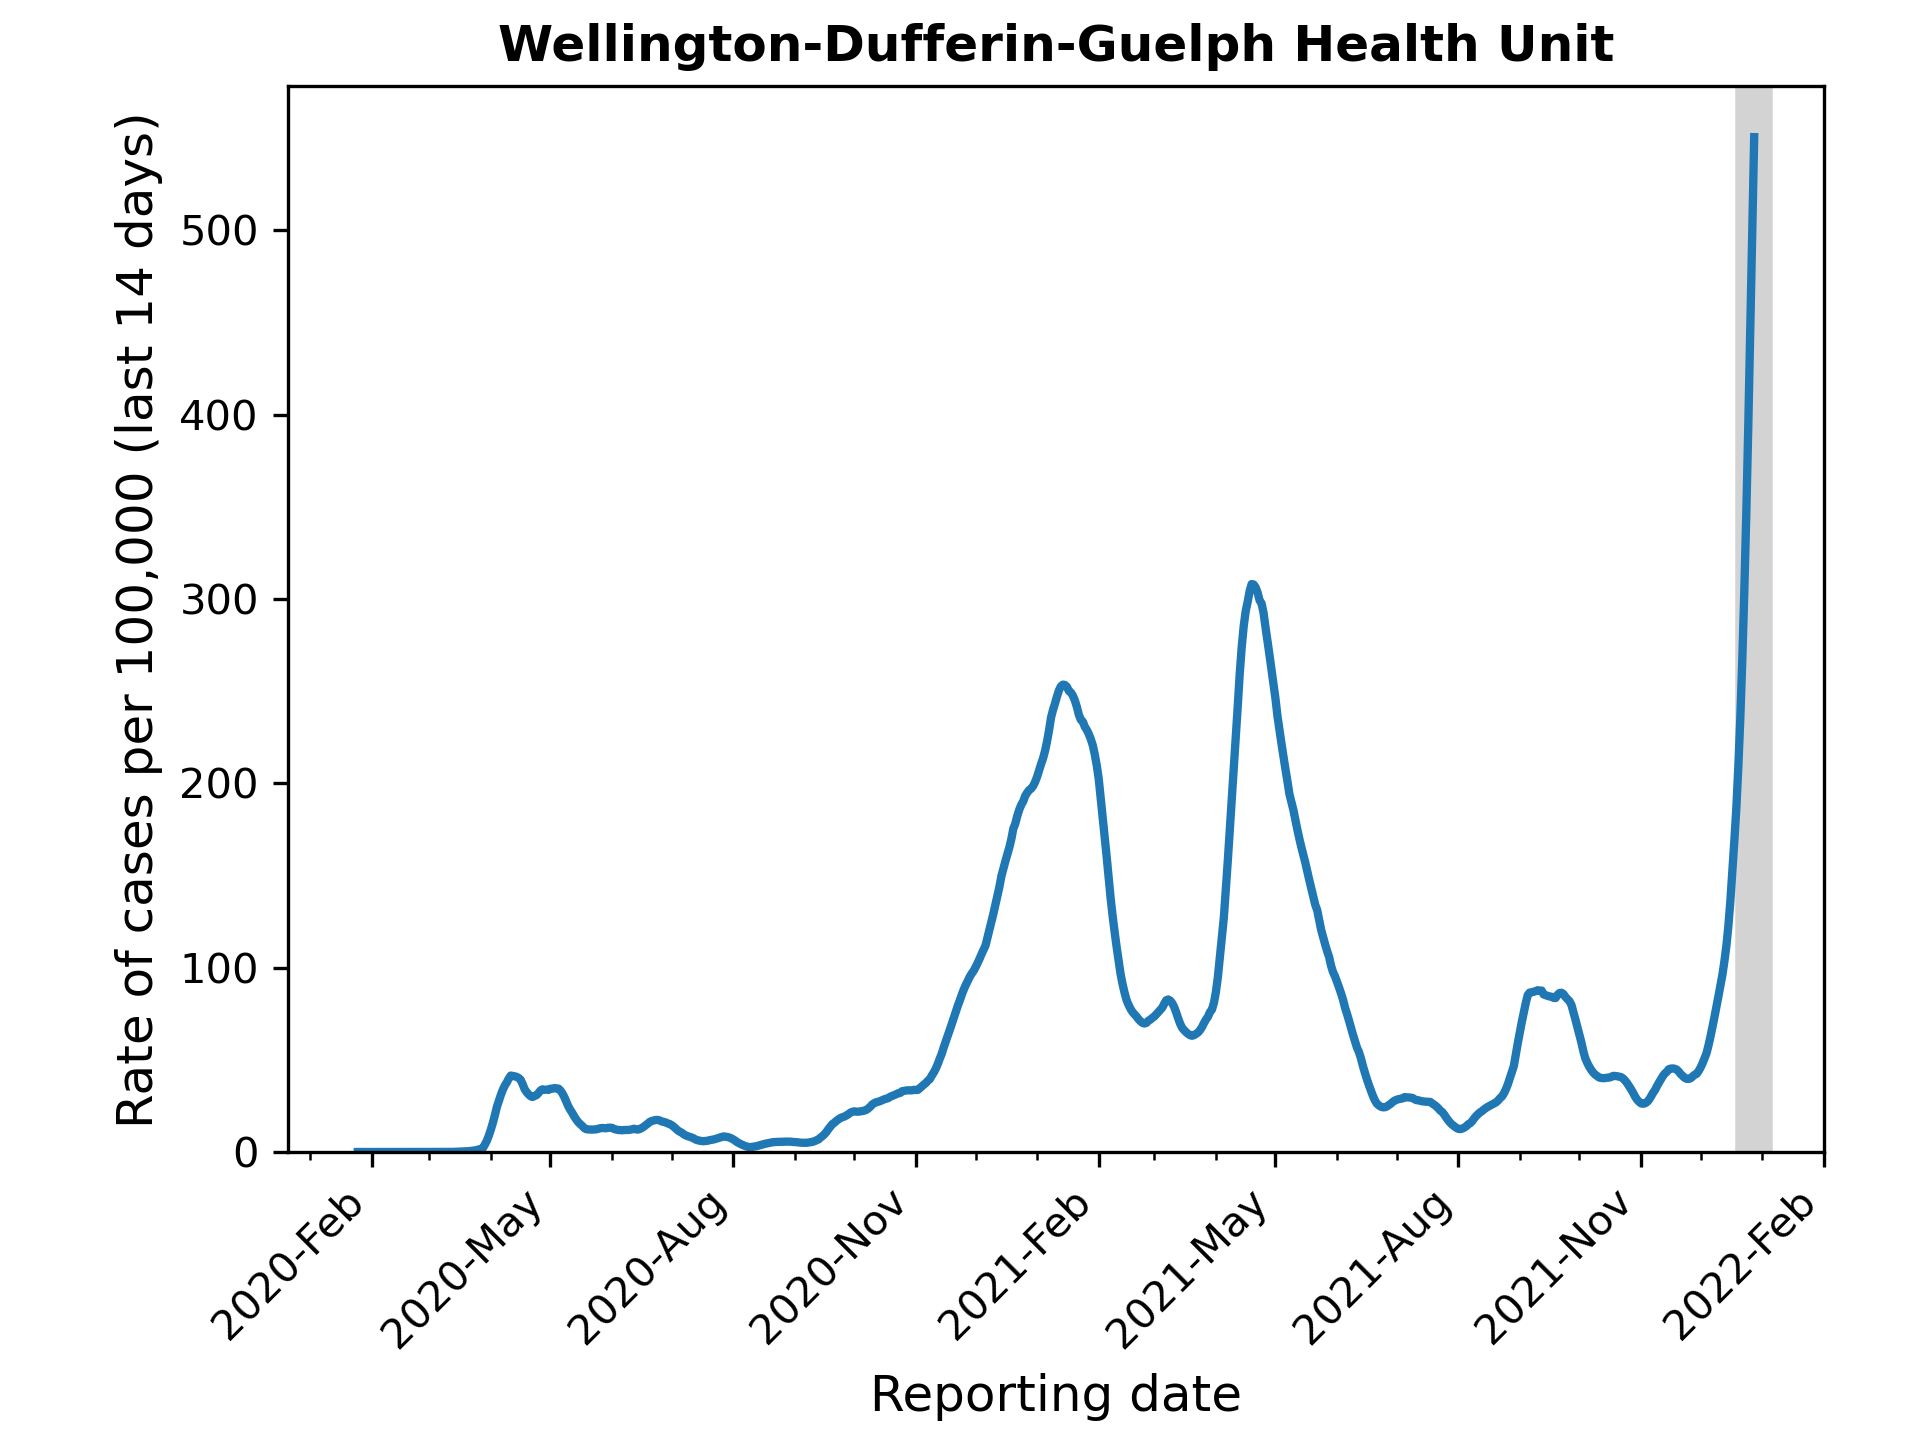 Wellington-Dufferin-Guelph Health Unit
Rate of cases per 100,000 (last 14 days)
500
400
300
200
100
0
2020-Feb
2020-May
2020-Aug
2020-Nov
2021-Feb
2021-May
2021-Aug
2021-Nov
2022-Feb
Reporting date